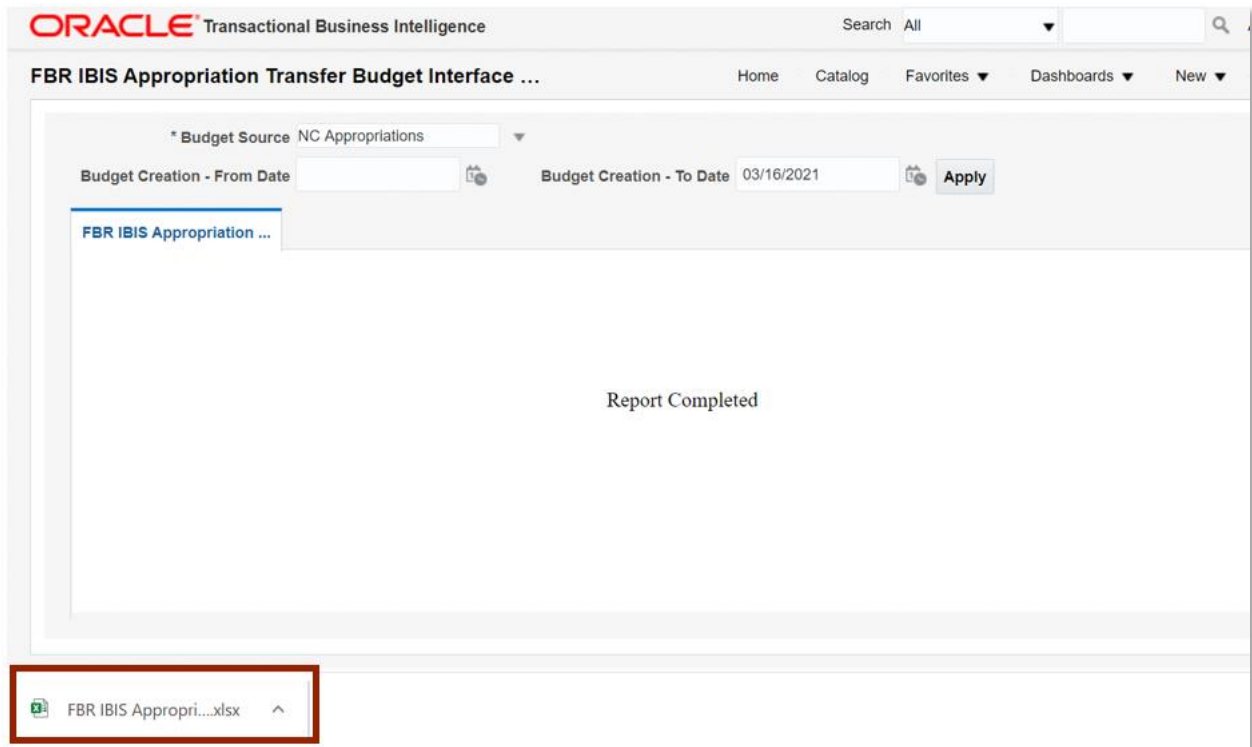 ORACLE Transactional Business Intelligence Search All
FBR IBIS Appropriation Transfer Budget Interface ... Home Catalog Favorites Dashboards New
* Budget Source NC Appropriations
Budget Creation - From Date Budget Creation - To Date 03/16/2021 Apply
FBR IBIS Appropriation ...
Report Completed
FBR IBIS Appropri....xlsx